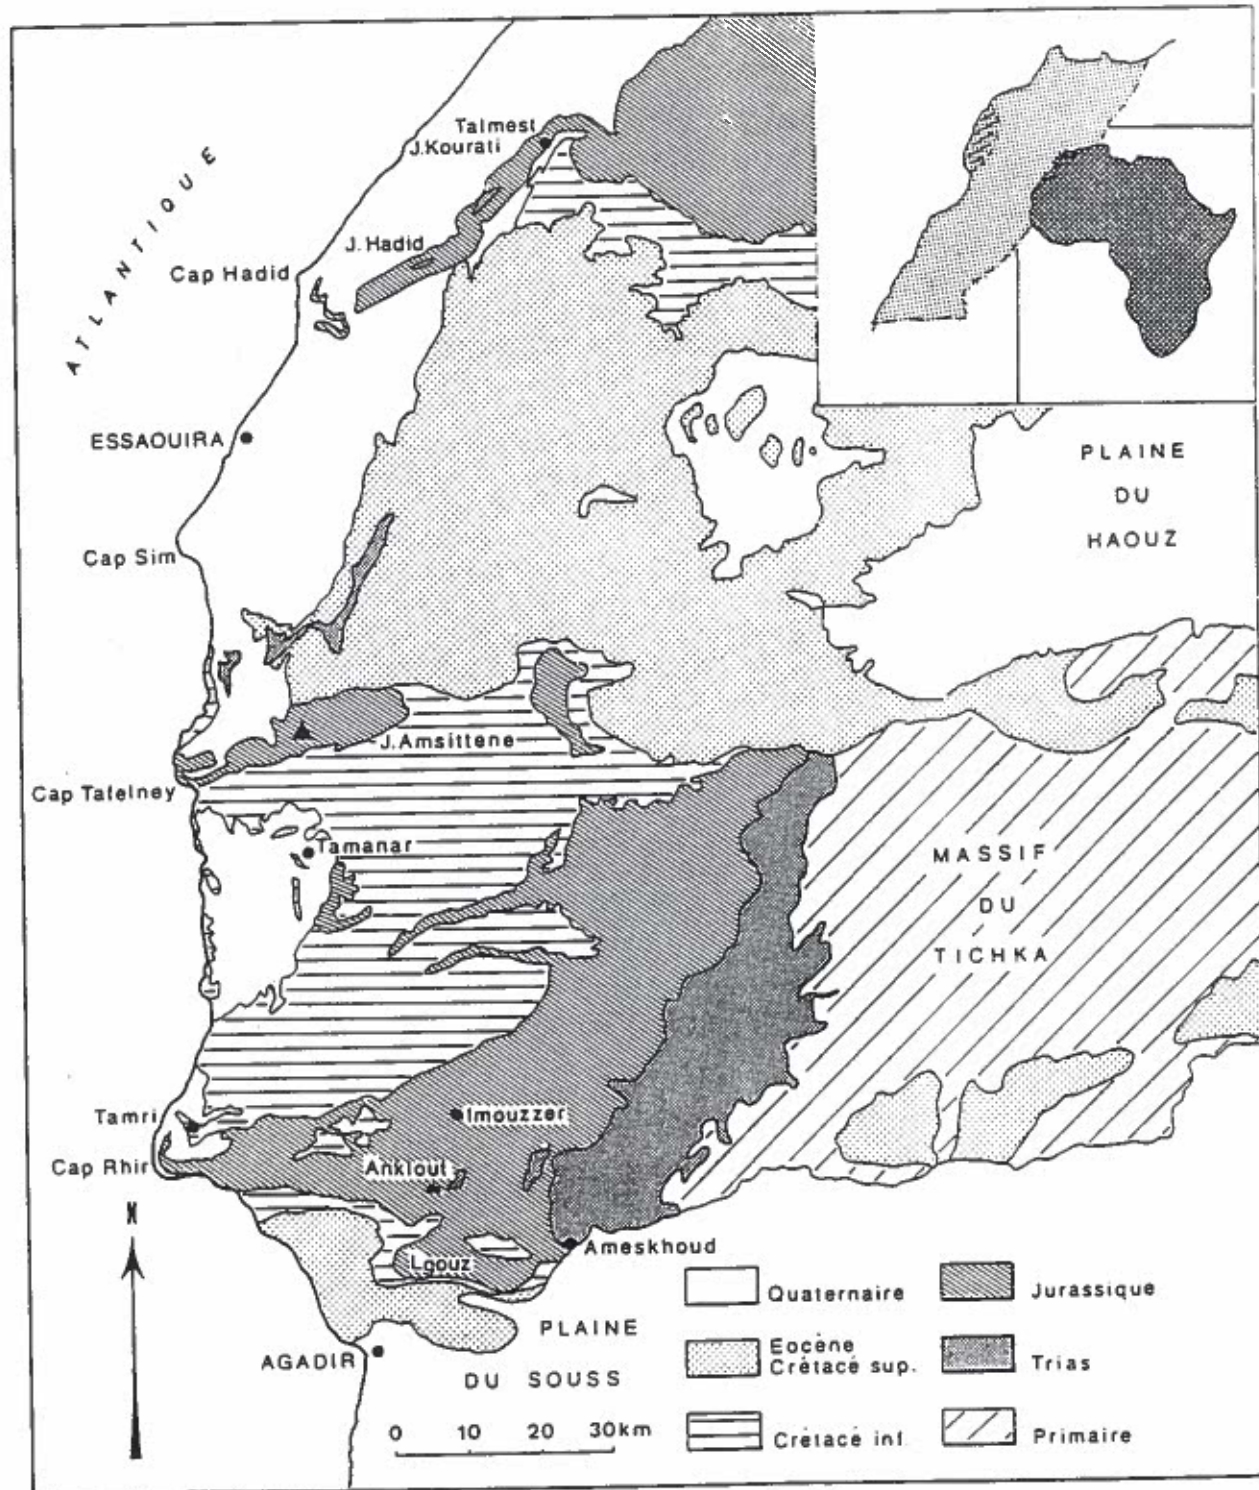 ATLANTIQUE
Talmest
J.Kourati
J. Hadid
Cap Hadid
ESSAOUIRA
Cap Sim
PLAINE
DU
HAOUZ
J.Amsittene
Cap Tafelney
Tamanar
MASSIF
DU
TICHKA
Tamri
Imouzzer
Cap Rhir
Anklout
N
Ameskhoud
Lgouz
AGADIR
PLAINE
DU SOUSS
0 10 20 30km
Quaternaire
Eocène
Crétacé sup.
Crétacé inf.
Jurassique
Trias
Primaire